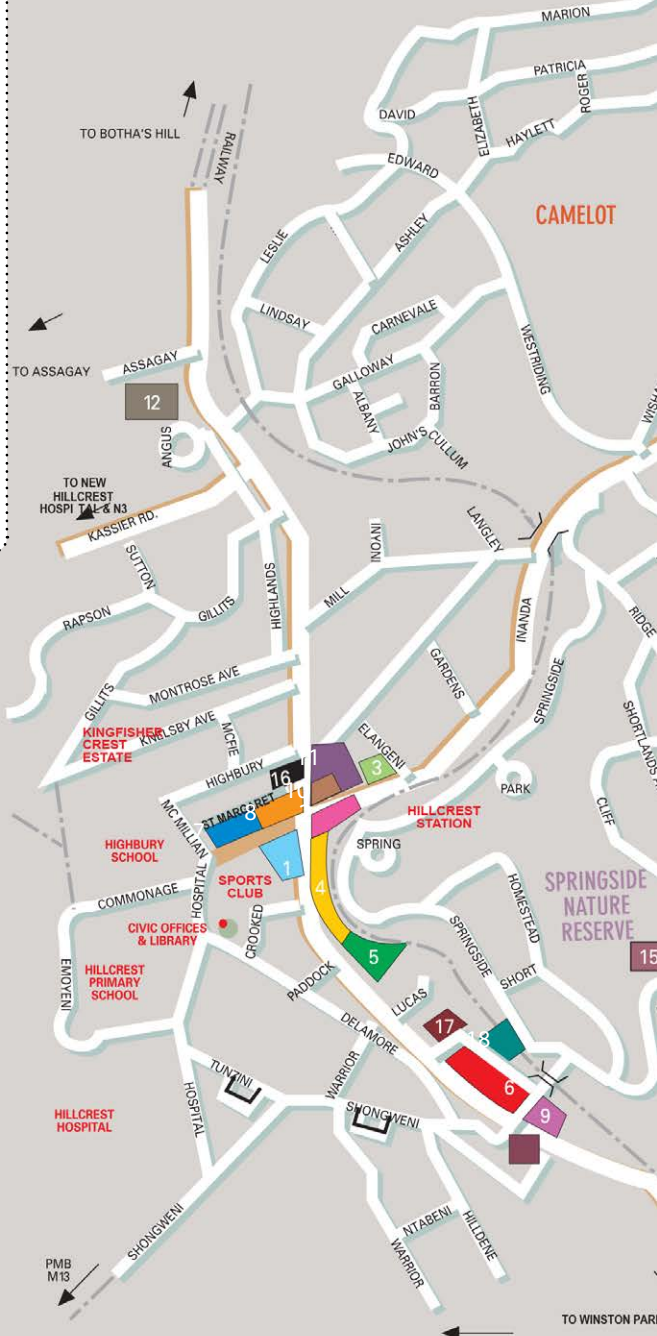 MARION
PATRICIA
ROGER
DAVID
ELIZABETH
HAYLETT
TO BOTHA'S HILL
RAILWAY
EDWARD
CAMELOT
ASHLEY
LESLIE
LINDSAY
CARNEVALE
WESTRIDING
TO ASSAGAY
ASSAGAY
GALLOWAY
12
ALBANY
BARRON
ANGUS
JOHN'S CULLUM
TO NEW
HILLCREST
HOSPI TAL & N3
KASSIER RD.
LANGLEY
INYONI
SUTTON
HIGHLANDS
MILL
INANDA
RAPSON
GILLITS
RIDGE
GARDENS
SPRINGSIDE
MONTROSE AVE
GILLITS
SHORTLANDS
KINGFISHER
CREST
ESTATE
KNELSBY AVE
MCFIE
ELANGENI
HIGHBURY
16
3
PARK
ST MARGERET
8
HILLCREST
STATION
CLIFF
MC MILLIAN
SPRING
HIGHBURY
SCHOOL
1
4
SPORTS
CLUB
HOSPITAL
COMMONAGE
HOMESTEAD
SPRINGSIDE
NATURE
RESERVE
CIVIC OFFICES
& LIBRARY
CROOKED
5
SPRINGSIDE
15
EMOYENI
HILLCREST
PRIMARY
SCHOOL
PADDOCK
SHORT
LUCAS
DELAMORE
17
18
TUNZINI
WARRIOR
6
HOSPITAL
SHONGWENI
9
HILLCREST
HOSPITAL
SHONGWENI
NTABENI
HILLDENE
WARRIOR
PMB
M13
TO WINSTON PARK